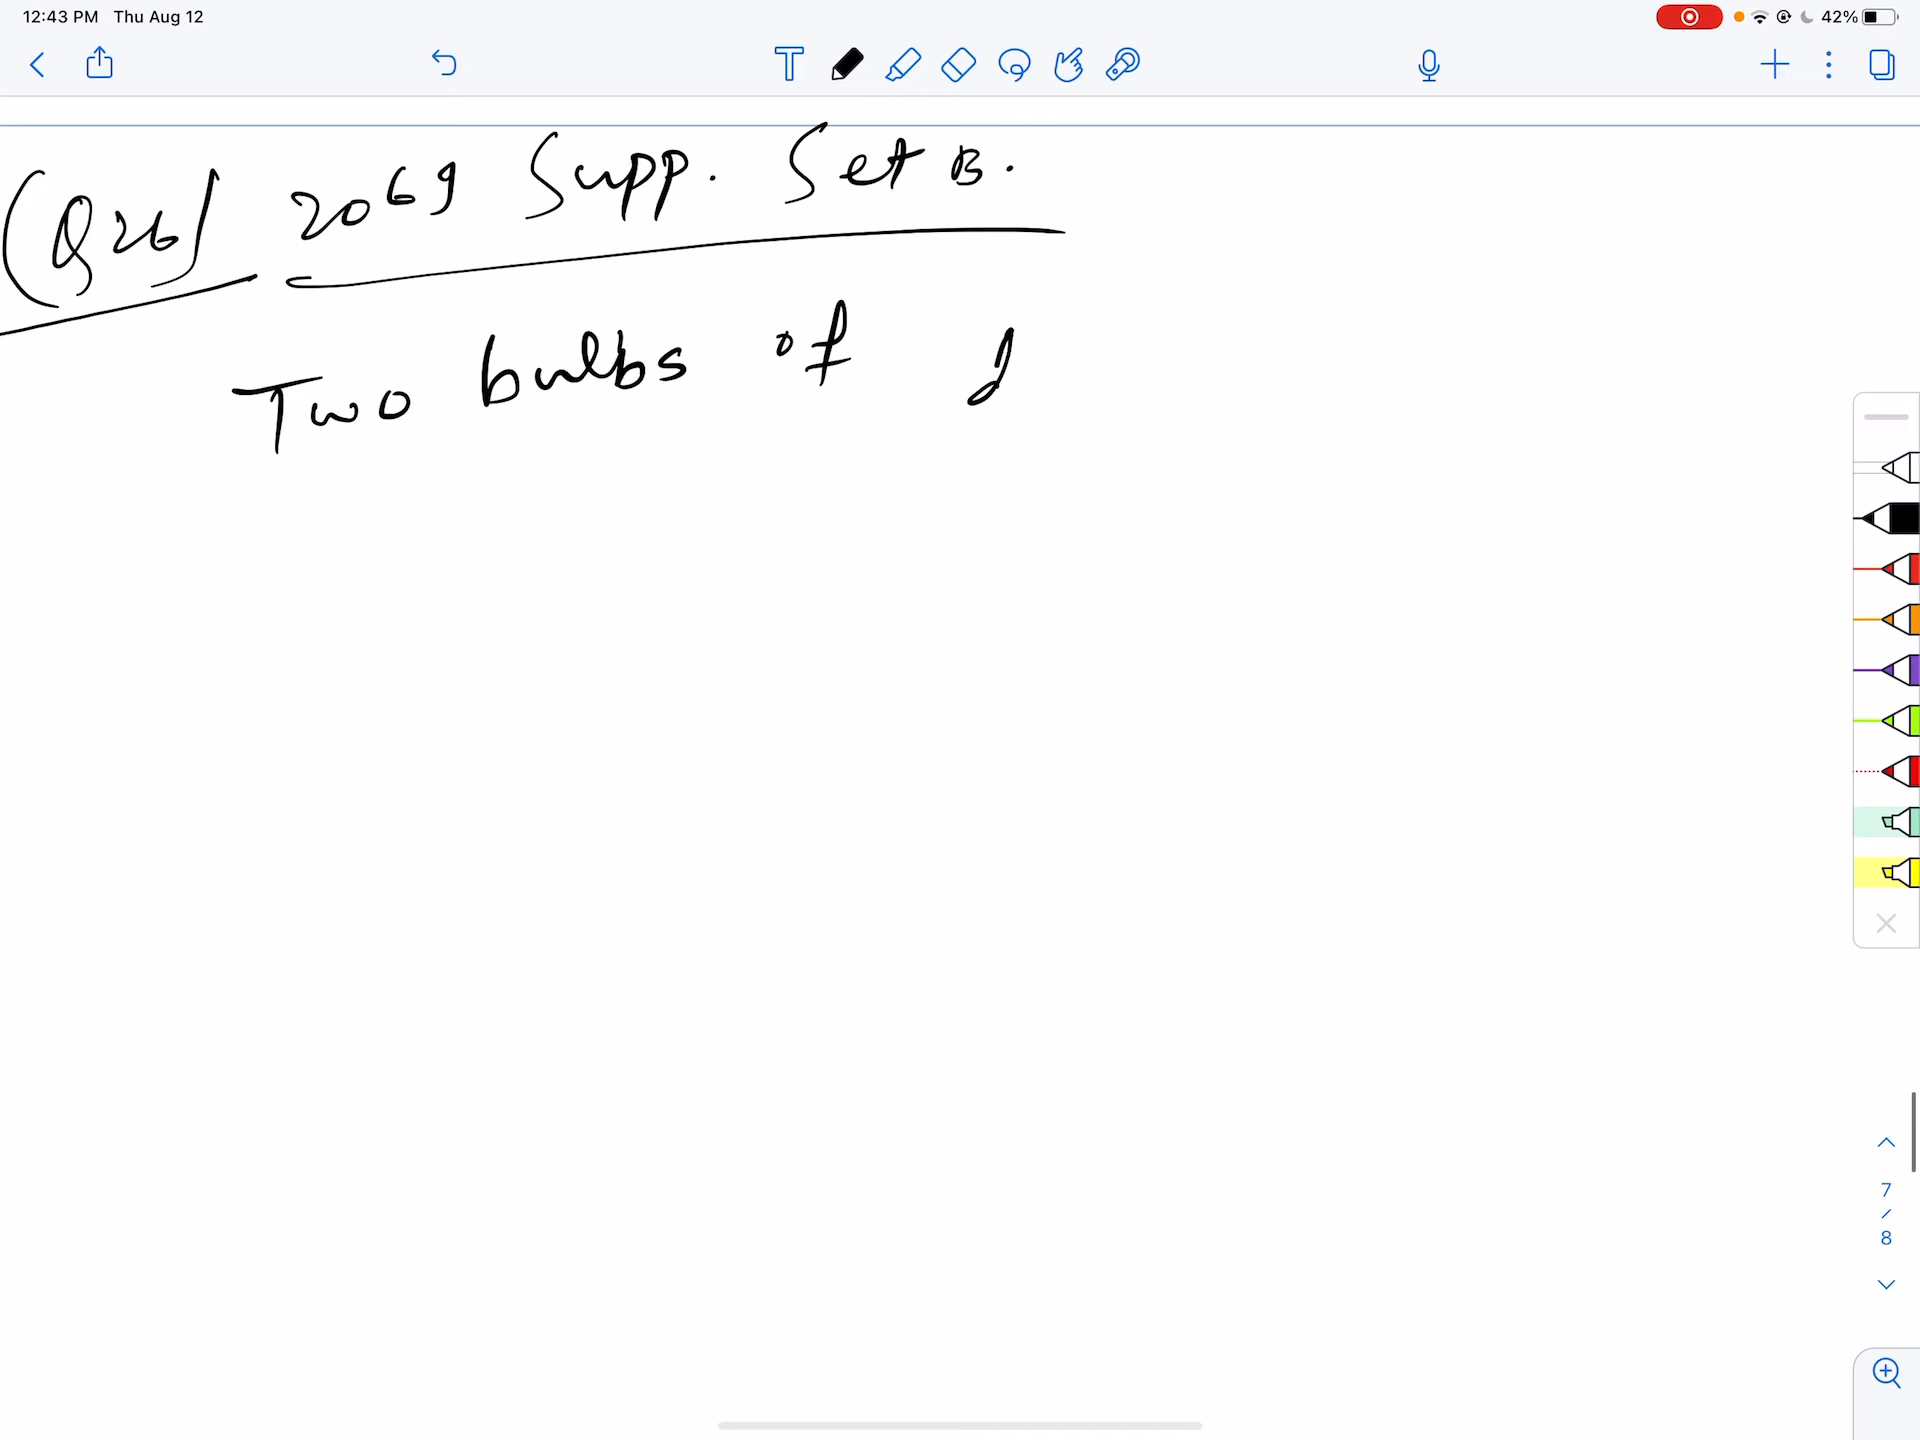 12:43 PM Thu Aug 12
42%
(Q26) 2069 Supp. Set B.
Two bulbs of
7
/
8